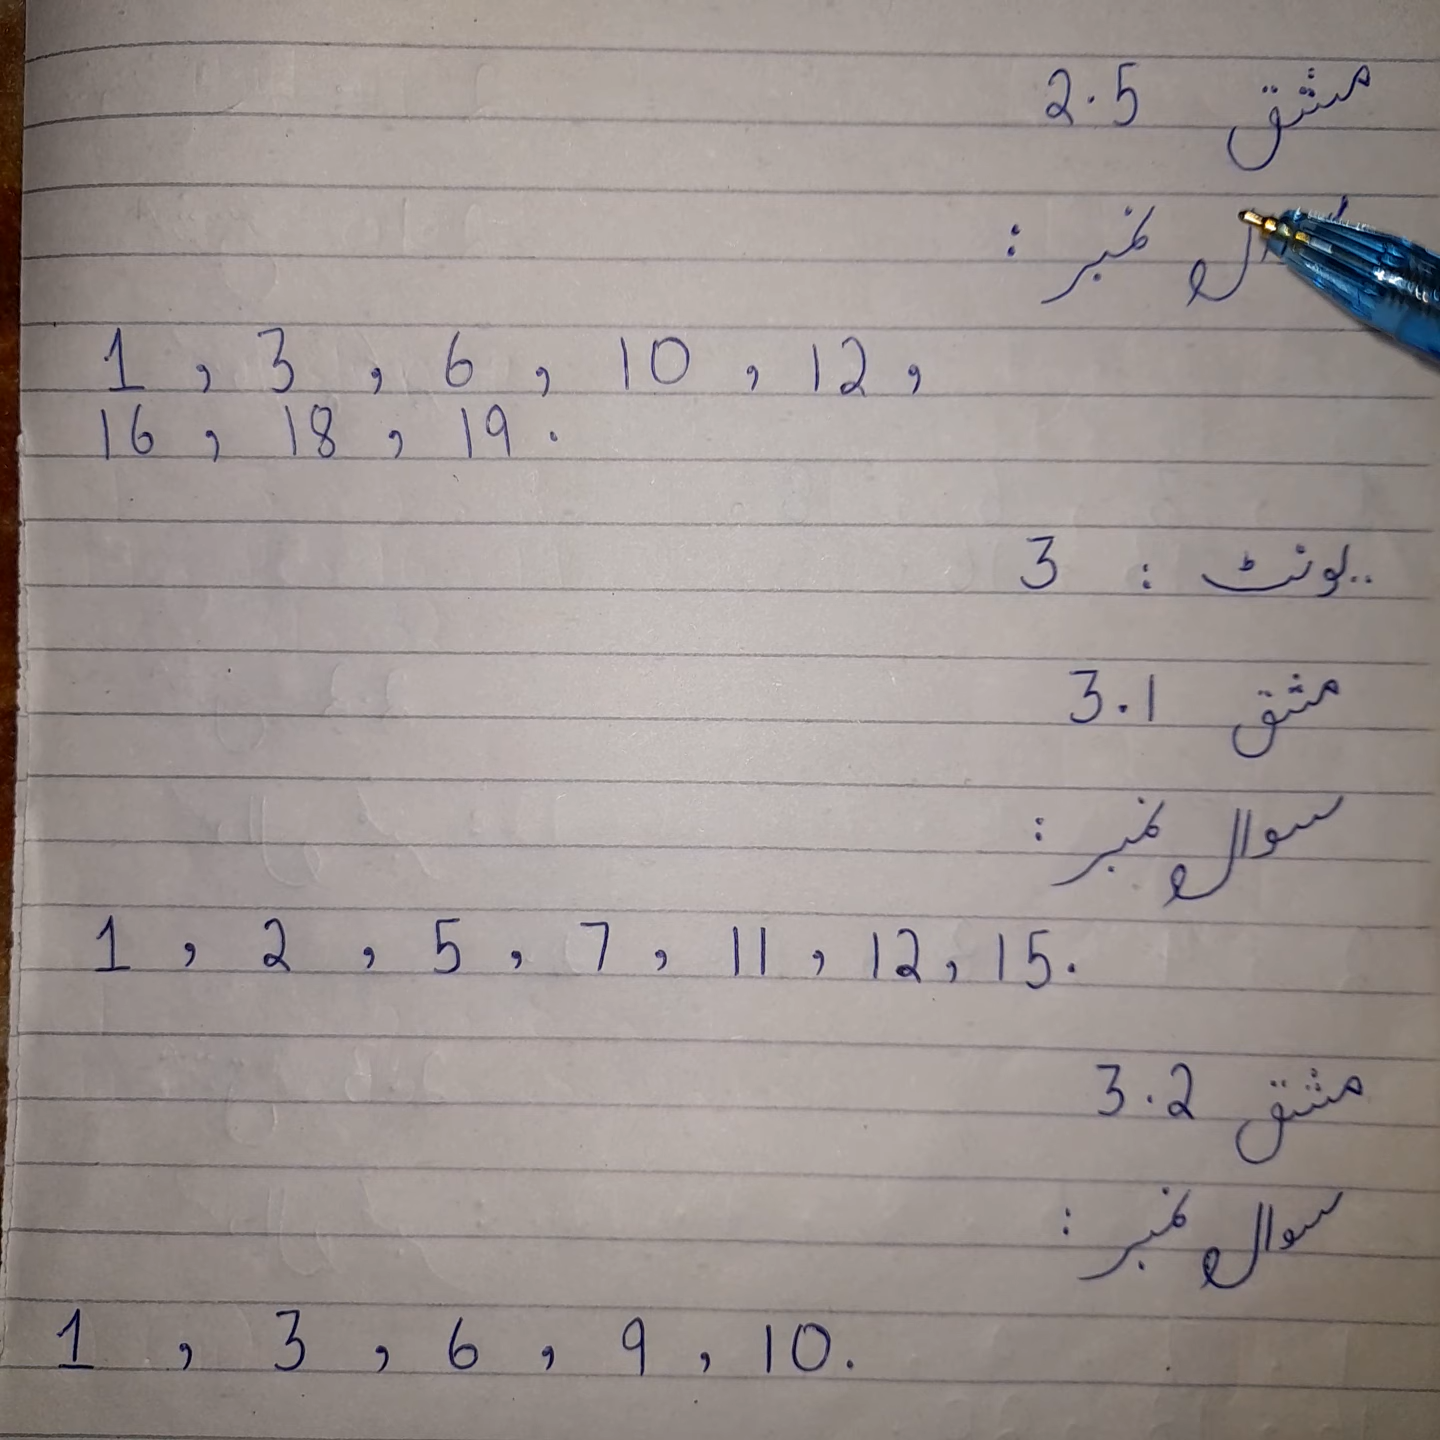 مشق 2.5
نمبر :
1 , 3 , 6 , 10 , 12 ,
16 , 18 , 19 .
یونٹ : 3
مشق 3.1
سوال نمبر :
1 , 2 , 5 , 7 , 11 , 12 , 15 .
مشق 3.2
سوال نمبر :
1 , 3 , 6 , 9 , 10 .